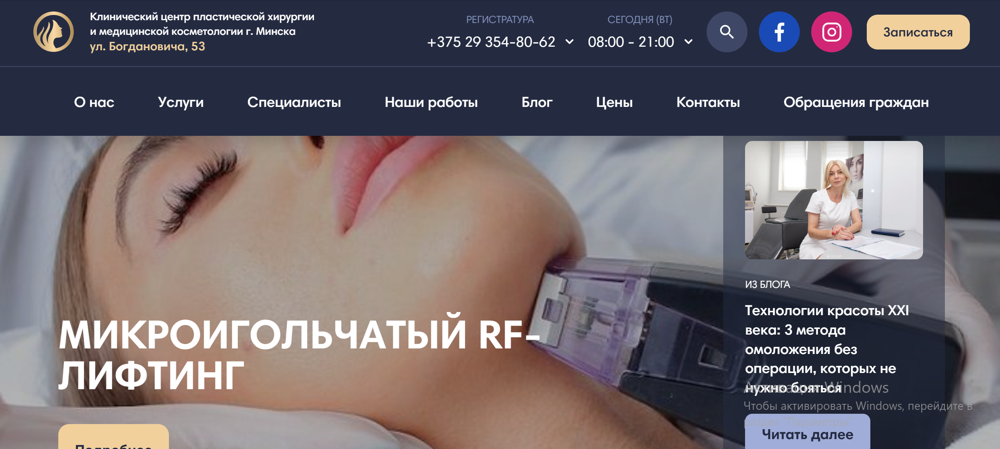 Клинический центр пластической хирургии
и медицинской косметологии г. Минска
ул. Богдановича, 53
РЕГИСТРАТУРА
+375 29 354-80-62
СЕГОДНЯ (ВТ)
08:00 - 21:00
Записаться
О нас
Услуги
Специалисты
Наши работы
Блог
Цены
Контакты
Обращения граждан
МИКРОИГОЛЬЧАТЫЙ RF-
ЛИФТИНГ
Подробнее
ИЗ БЛОГА
Технологии красоты XXI
века: 3 метода
омоложения без
операции, которых не
нужно бояться
Активация Windows
Чтобы активировать Windows, перейдите в
раздел "Параметры".
Читать далее